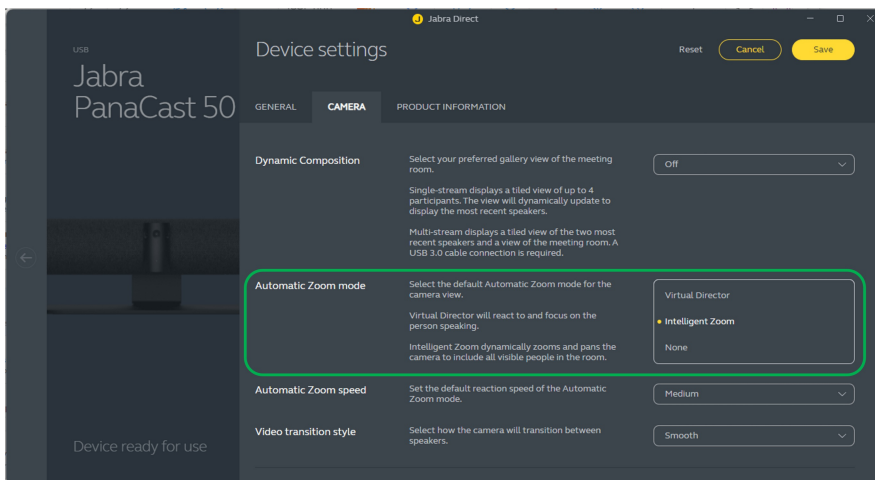 Jabra Direct
USB
Jabra
PanaCast 50
Device ready for use
Device settings
Reset
Cancel
Save
GENERAL
CAMERA
PRODUCT INFORMATION
Dynamic Composition
Select your preferred gallery view of the meeting
room.
Single-stream displays a tiled view of up to 4
participants. The view will dynamically update to
display the most recent speakers.
Multi-stream displays a tiled view of the two most
recent speakers and a view of the meeting room. A
USB 3.0 cable connection is required.
Off
Automatic Zoom mode
Select the default Automatic Zoom mode for the
camera view.
Virtual Director will react to and focus on the
person speaking.
Intelligent Zoom dynamically zooms and pans the
camera to include all visible people in the room.
Virtual Director
Intelligent Zoom
None
Automatic Zoom speed
Set the default reaction speed of the Automatic
Zoom mode.
Medium
Video transition style
Select how the camera will transition between
speakers.
Smooth